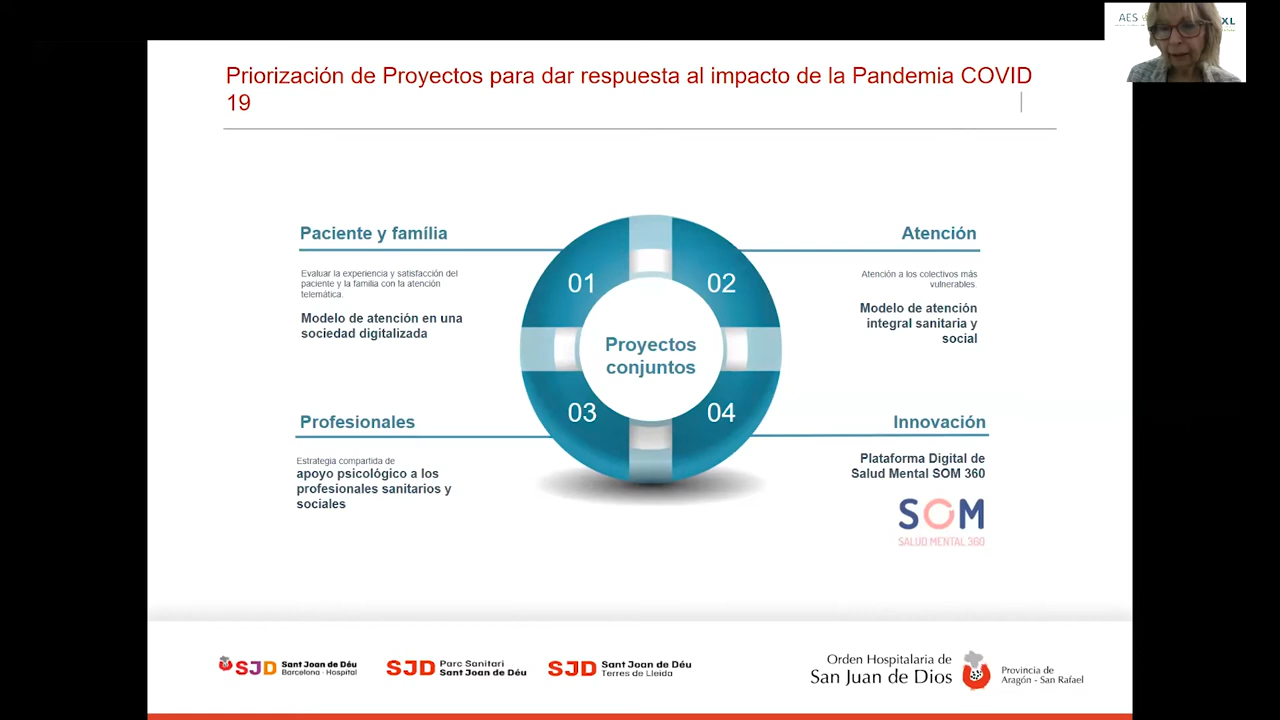 AES
XL
Priorización de Proyectos para dar respuesta al impacto de la Pandemia COVID
19
Paciente y família
Evaluar la experiencia y satisfacción del
paciente y la familia con la atención
telemática.
Modelo de atención en una
sociedad digitalizada
01
02
Atención
Atención a los colectivos más
vulnerables.
Modelo de atención
integral sanitaria y
social
Proyectos
conjuntos
Profesionales
Estrategia compartida de
apoyo psicológico a los
profesionales sanitarios y
sociales
03
04
Innovación
Plataforma Digital de
Salud Mental SOM 360
SOM
SALUD MENTAL 360
SJD Sant Joan de Déu
Barcelona · Hospital
SJD Parc Sanitari
Sant Joan de Déu
SJD Sant Joan de Déu
Terres de Lleida
Orden Hospitalaria de
San Juan de Dios
Provincia de
Aragón - San Rafael